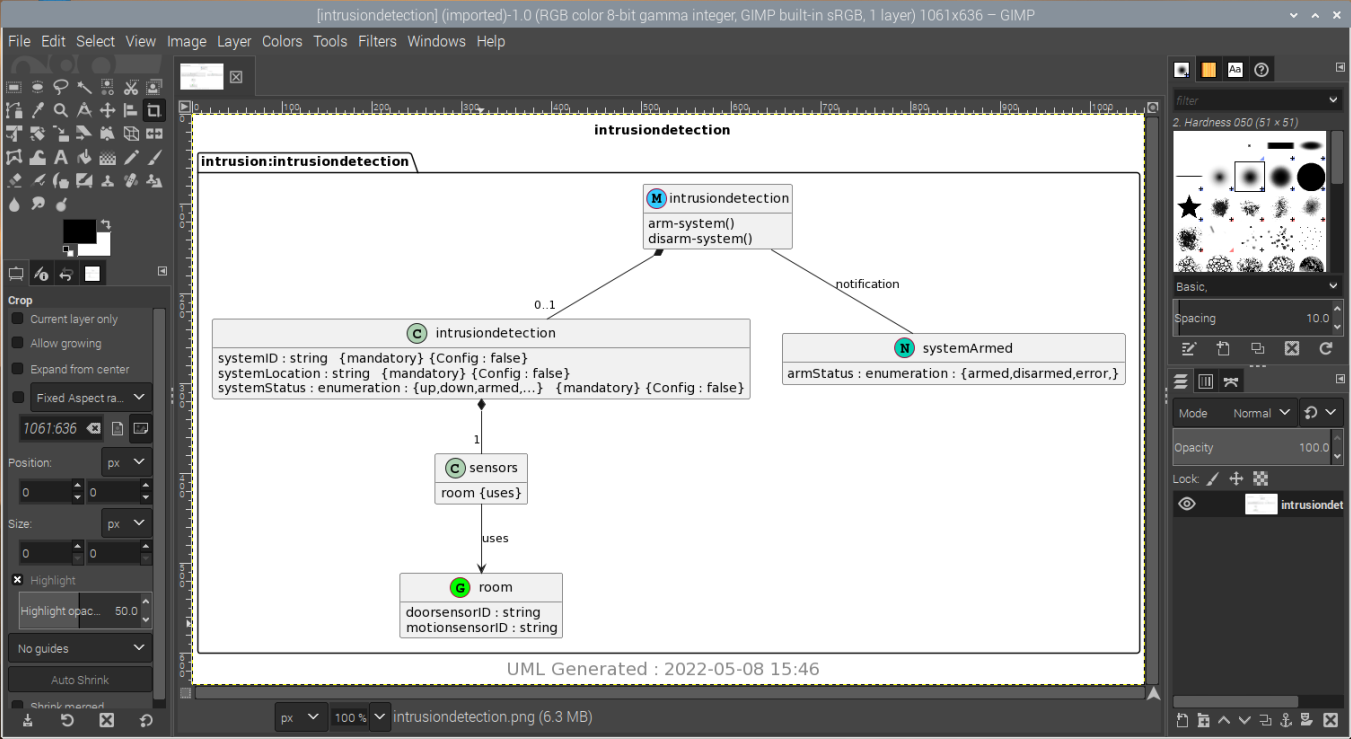 [intrusiondetection] (imported)-1.0 (RGB color 8-bit gamma integer, GIMP built-in sRGB, 1 layer) 1061x636 – GIMP
File Edit Select View Image Layer Colors Tools Filters Windows Help
0 100 200 300 400 500 600 700 800 900 1000
intrusiondetection
intrusion:intrusiondetection
M intrusiondetection
arm-system()
disarm-system()
notification
0..1
C intrusiondetection
systemID : string {mandatory} {Config : false}
systemLocation : string {mandatory} {Config : false}
systemStatus : enumeration : {up,down,armed,...} {mandatory} {Config : false}
N systemArmed
armStatus : enumeration : {armed,disarmed,error,}
1
C sensors
room {uses}
uses
G room
doorsensorID : string
motionsensorID : string
UML Generated : 2022-05-08 15:46
px 100 % intrusiondetection.png (6.3 MB)
Crop
Current layer only
Allow growing
Expand from center
Fixed Aspect ra...
1061:636
Position: px
0 0
Size: px
0 0
Highlight
Highlight opac... 50.0
No guides
Auto Shrink
Shrink merged
Aa
filter
2. Hardness 050 (51 × 51)
Basic,
Spacing 10.0
Mode Normal
Opacity 100.0
Lock:
intrusiondet